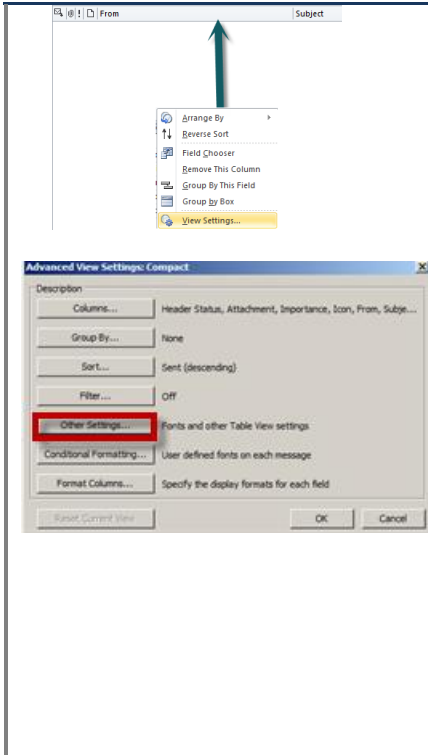 From Subject
Arrange By
Reverse Sort
Field Chooser
Remove This Column
Group By This Field
Group by Box
View Settings...
Advanced View Settings: Compact
Description
Columns... Header Status, Attachment, Importance, Icon, From, Subje...
Group By... None
Sort... Sent (descending)
Filter... Off
Other Settings... Fonts and other Table View settings
Conditional Formatting... User defined fonts on each message
Format Columns... Specify the display formats for each field
Reset Current View OK Cancel